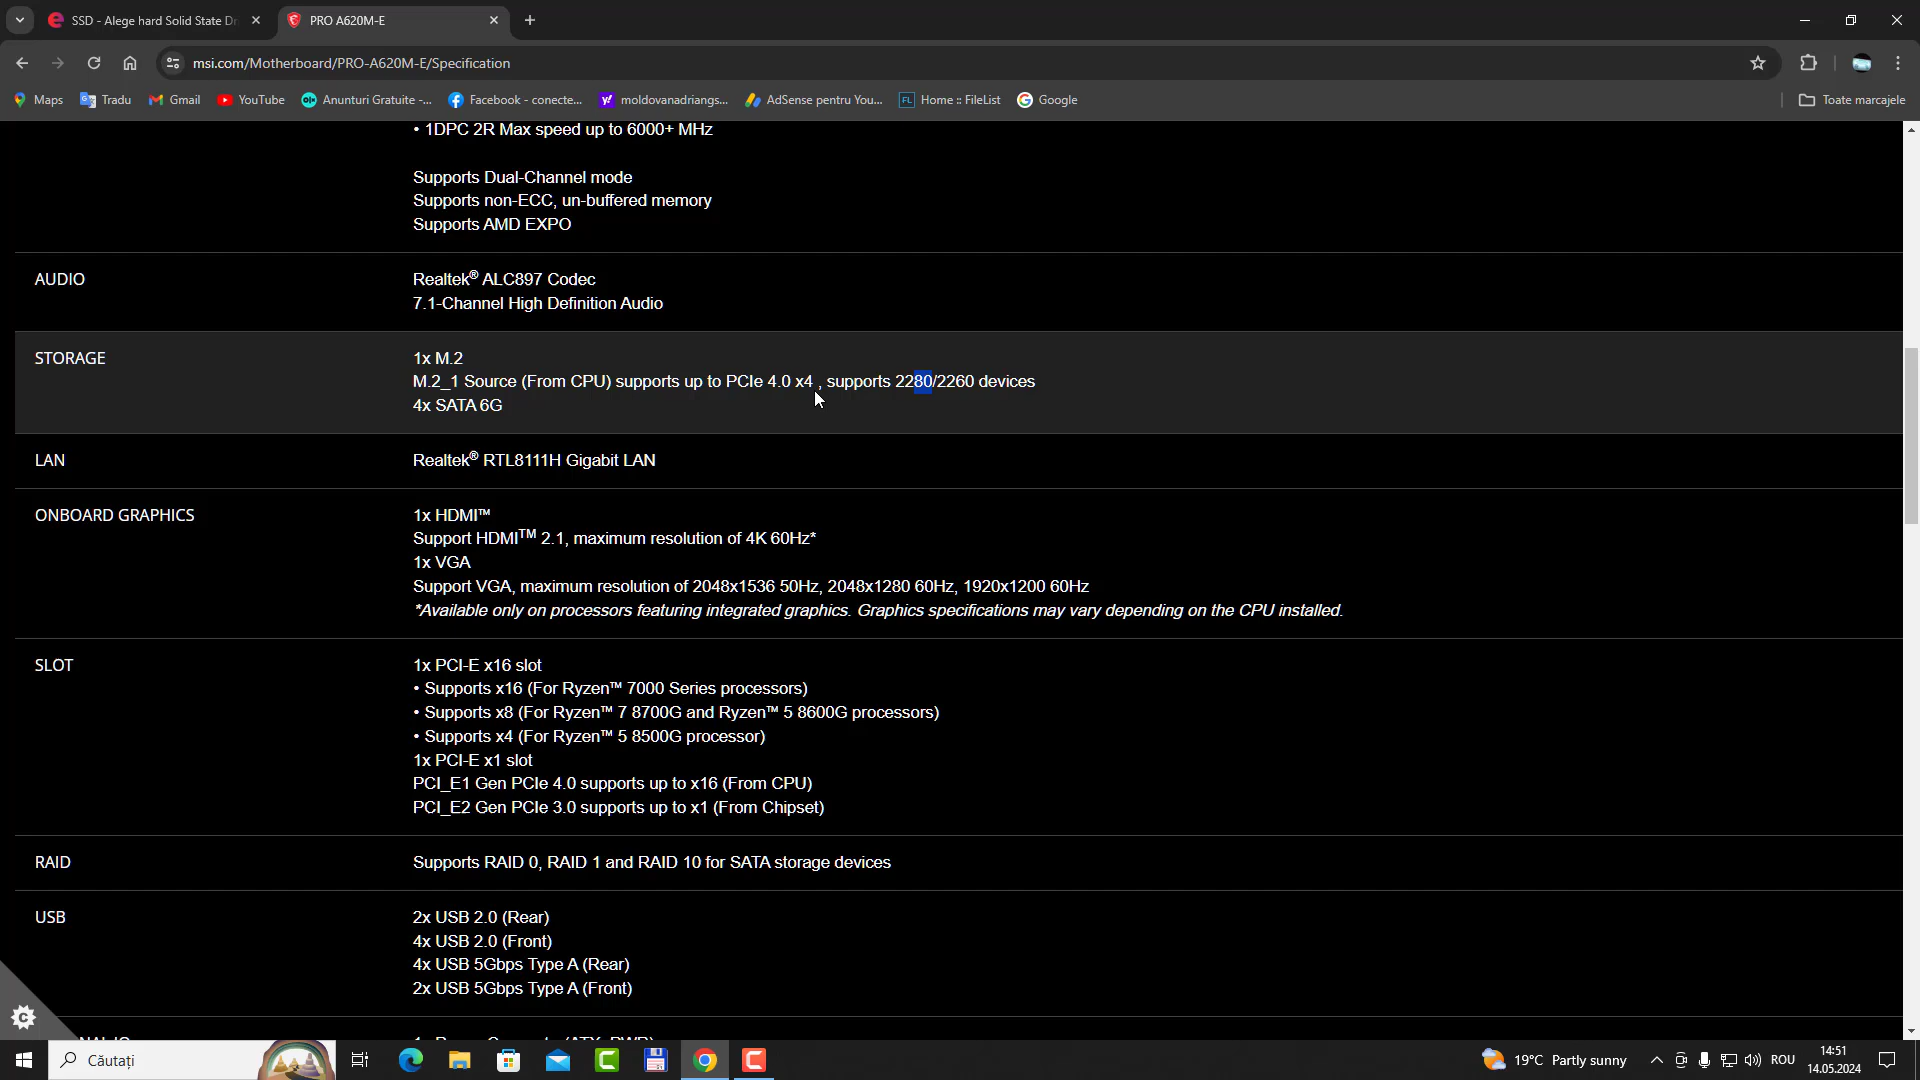 SSD - Alege hard Solid State Dr
PRO A620M-E
msi.com/Motherboard/PRO-A620M-E/Specification
Maps
Tradu
Gmail
YouTube
Anunturi Gratuite -...
Facebook - conecte...
moldovanadriangs...
AdSense pentru You...
FL
Home :: FileList
Google
Toate marcajele
• 1DPC 2R Max speed up to 6000+ MHz
Supports Dual-Channel mode
Supports non-ECC, un-buffered memory
Supports AMD EXPO
AUDIO
Realtek® ALC897 Codec
7.1-Channel High Definition Audio
STORAGE
1x M.2
M.2_1 Source (From CPU) supports up to PCIe 4.0 x4 , supports 2280/2260 devices
4x SATA 6G
LAN
Realtek® RTL8111H Gigabit LAN
ONBOARD GRAPHICS
1x HDMI™
Support HDMI™ 2.1, maximum resolution of 4K 60Hz*
1x VGA
Support VGA, maximum resolution of 2048x1536 50Hz, 2048x1280 60Hz, 1920x1200 60Hz
*Available only on processors featuring integrated graphics. Graphics specifications may vary depending on the CPU installed.
SLOT
1x PCI-E x16 slot
• Supports x16 (For Ryzen™ 7000 Series processors)
• Supports x8 (For Ryzen™ 7 8700G and Ryzen™ 5 8600G processors)
• Supports x4 (For Ryzen™ 5 8500G processor)
1x PCI-E x1 slot
PCI_E1 Gen PCIe 4.0 supports up to x16 (From CPU)
PCI_E2 Gen PCIe 3.0 supports up to x1 (From Chipset)
RAID
Supports RAID 0, RAID 1 and RAID 10 for SATA storage devices
USB
2x USB 2.0 (Rear)
4x USB 2.0 (Front)
4x USB 5Gbps Type A (Rear)
2x USB 5Gbps Type A (Front)
Căutați
19°C Partly sunny
ROU
14:51
14.05.2024